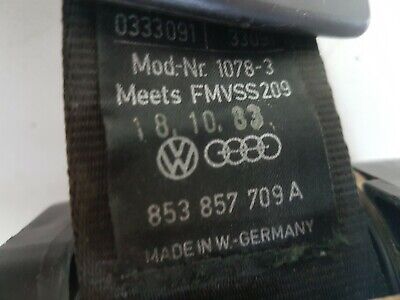 0333091
Mod.-Nr. 1078-3
Meets FMVSS209
18.10.83.
853 857 709 A
MADE IN W.-GERMANY